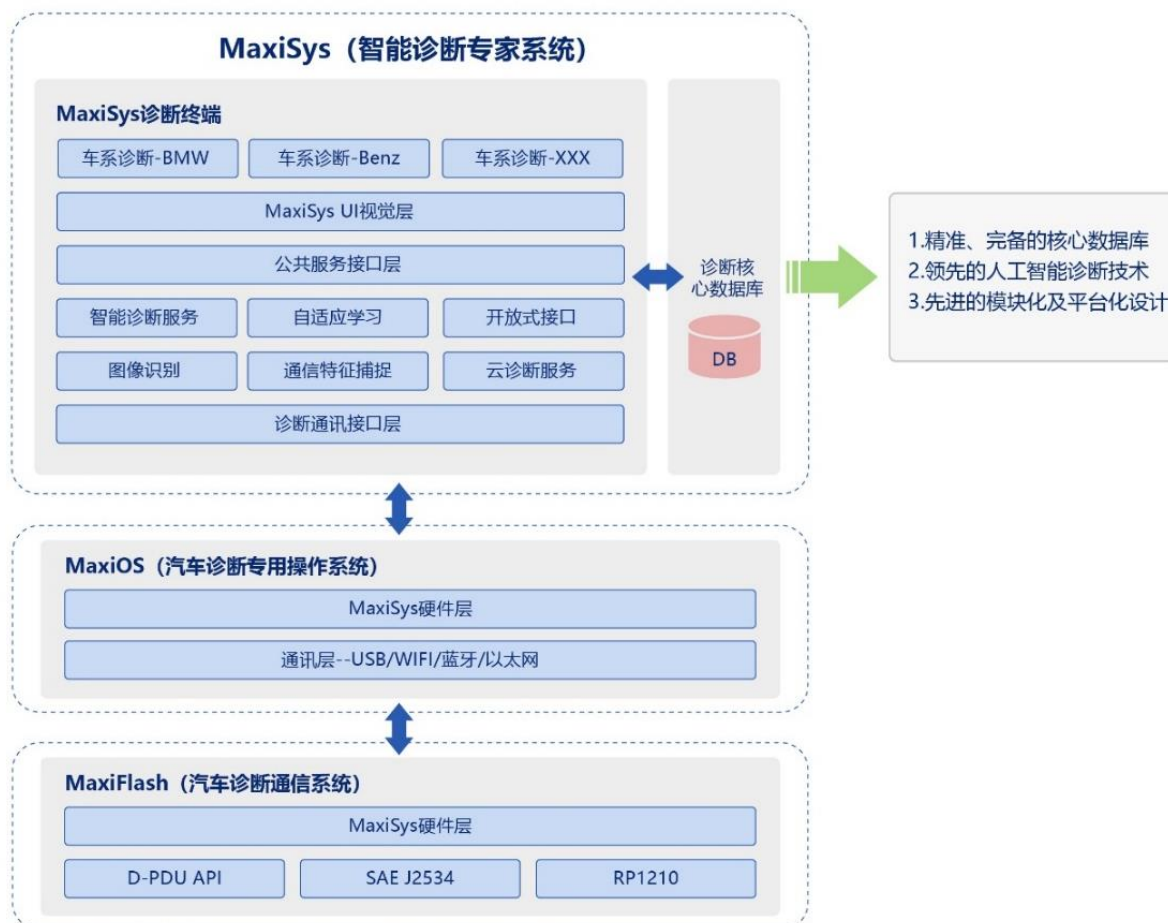 MaxiSys（智能诊断专家系统）
MaxiSys诊断终端
车系诊断-BMW
车系诊断-Benz
车系诊断-XXX
MaxiSys UI视觉层
公共服务接口层
智能诊断服务
自适应学习
开放式接口
图像识别
通信特征捕捉
云诊断服务
诊断通讯接口层
诊断核
心数据库
DB
1.精准、完备的核心数据库
2.领先的人工智能诊断技术
3.先进的模块化及平台化设计
MaxiOS（汽车诊断专用操作系统）
MaxiSys硬件层
通讯层--USB/WIFI/蓝牙/以太网
MaxiFlash（汽车诊断通信系统）
MaxiSys硬件层
D-PDU API
SAE J2534
RP1210